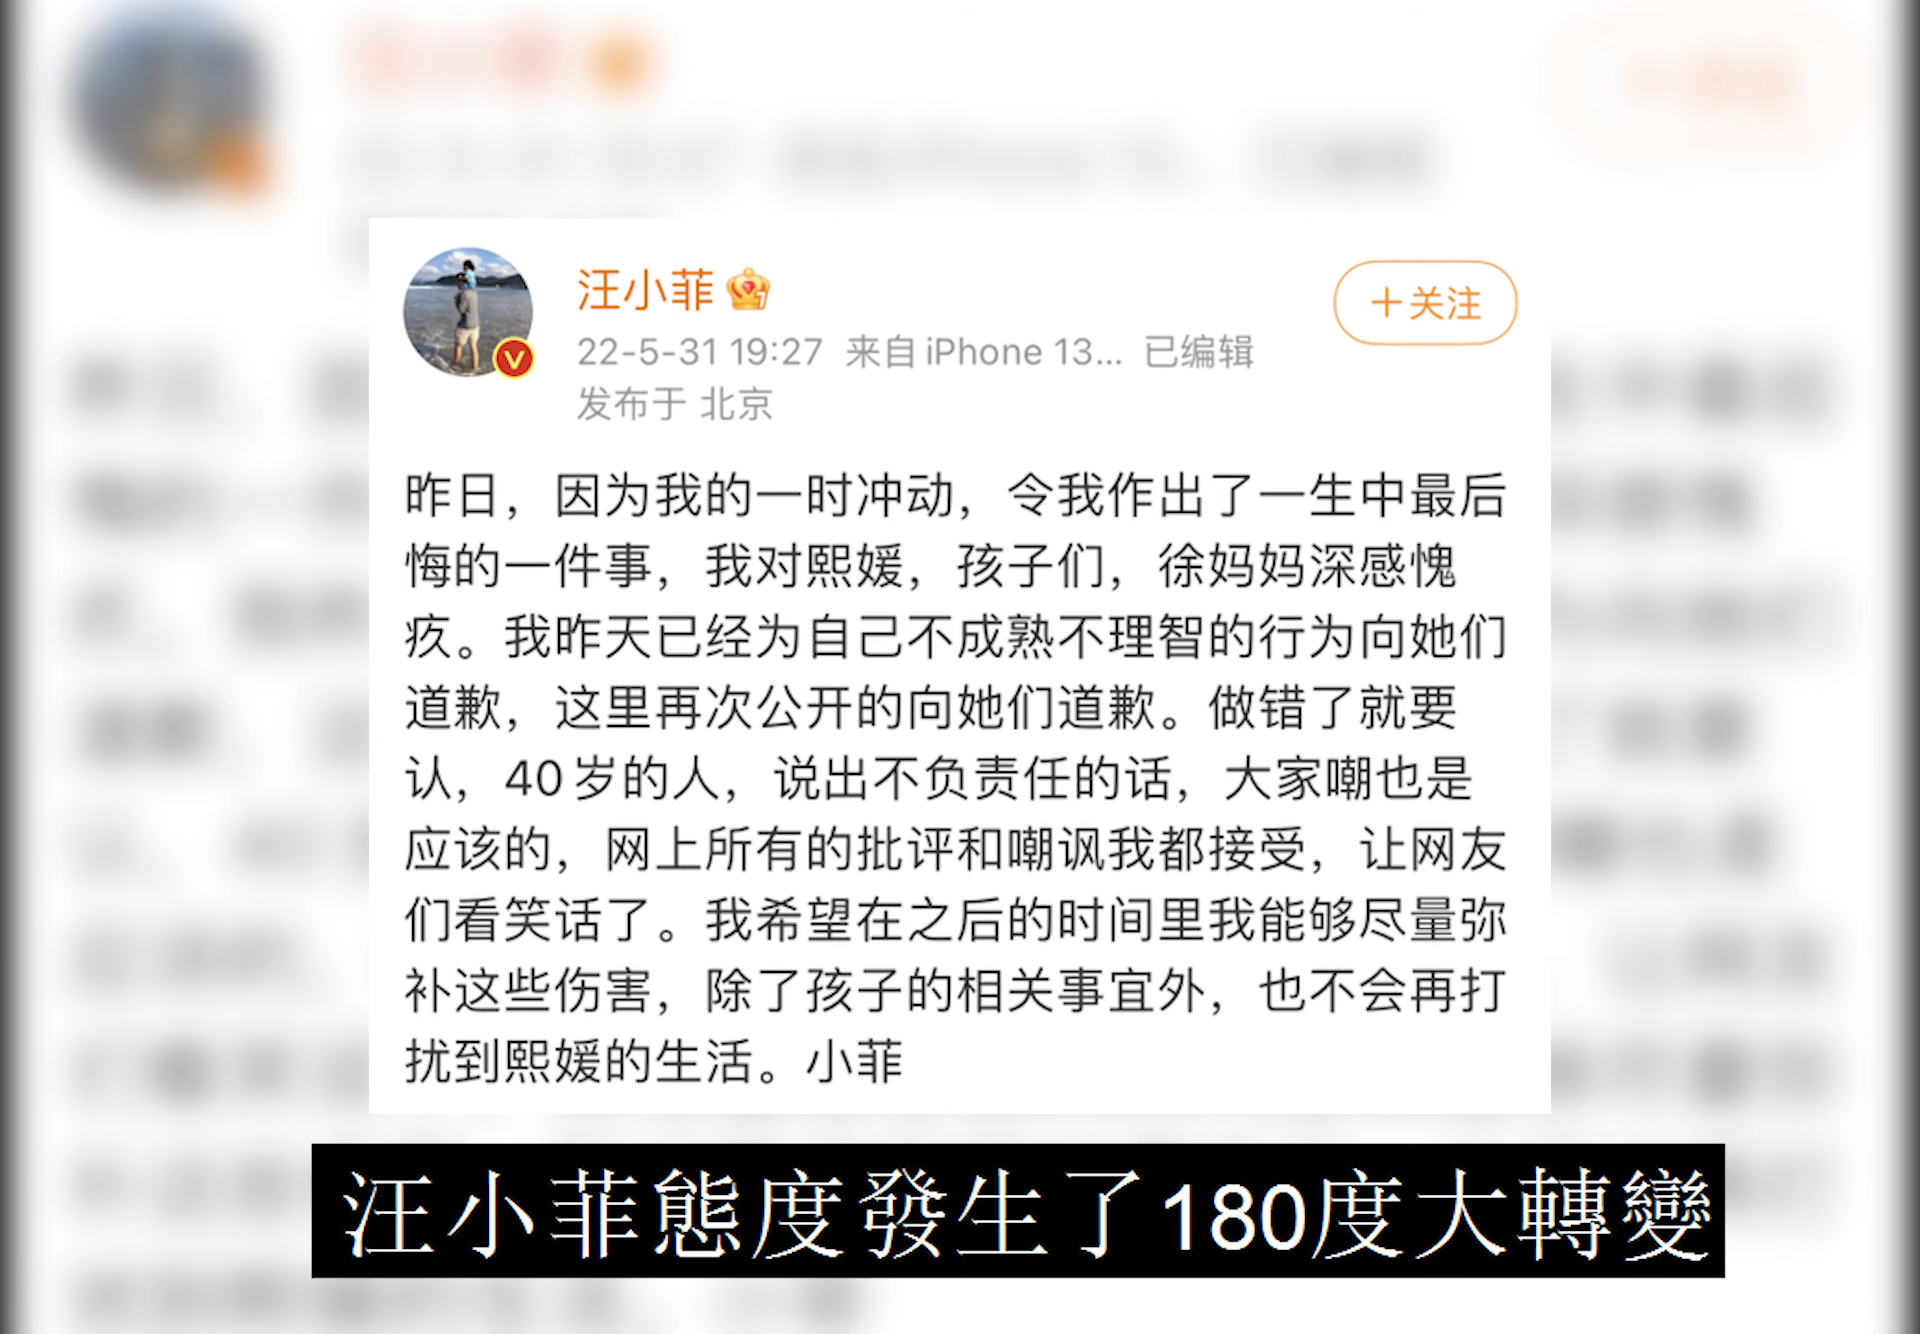 汪小菲
+关注
22-5-31 19:27 来自 iPhone 13... 已编辑
发布于 北京
昨日，因为我的一时冲动，令我作出了一生中最后
悔的一件事，我对熙媛，孩子们，徐妈妈深感愧
疚。我昨天已经为自己不成熟不理智的行为向她们
道歉，这里再次公开的向她们道歉。做错了就要
认，40岁的人，说出不负责任的话，大家嘲也是
应该的，网上所有的批评和嘲讽我都接受，让网友
们看笑话了。我希望在之后的时间里我能够尽量弥
补这些伤害，除了孩子的相关事宜外，也不会再打
扰到熙媛的生活。小菲
汪小菲態度發生了180度大轉變